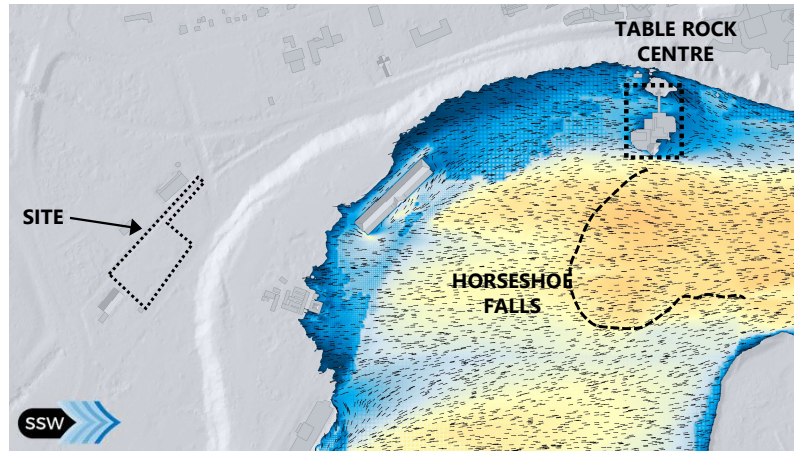 TABLE ROCK
CENTRE
SITE
HORSESHOE
FALLS
SSW